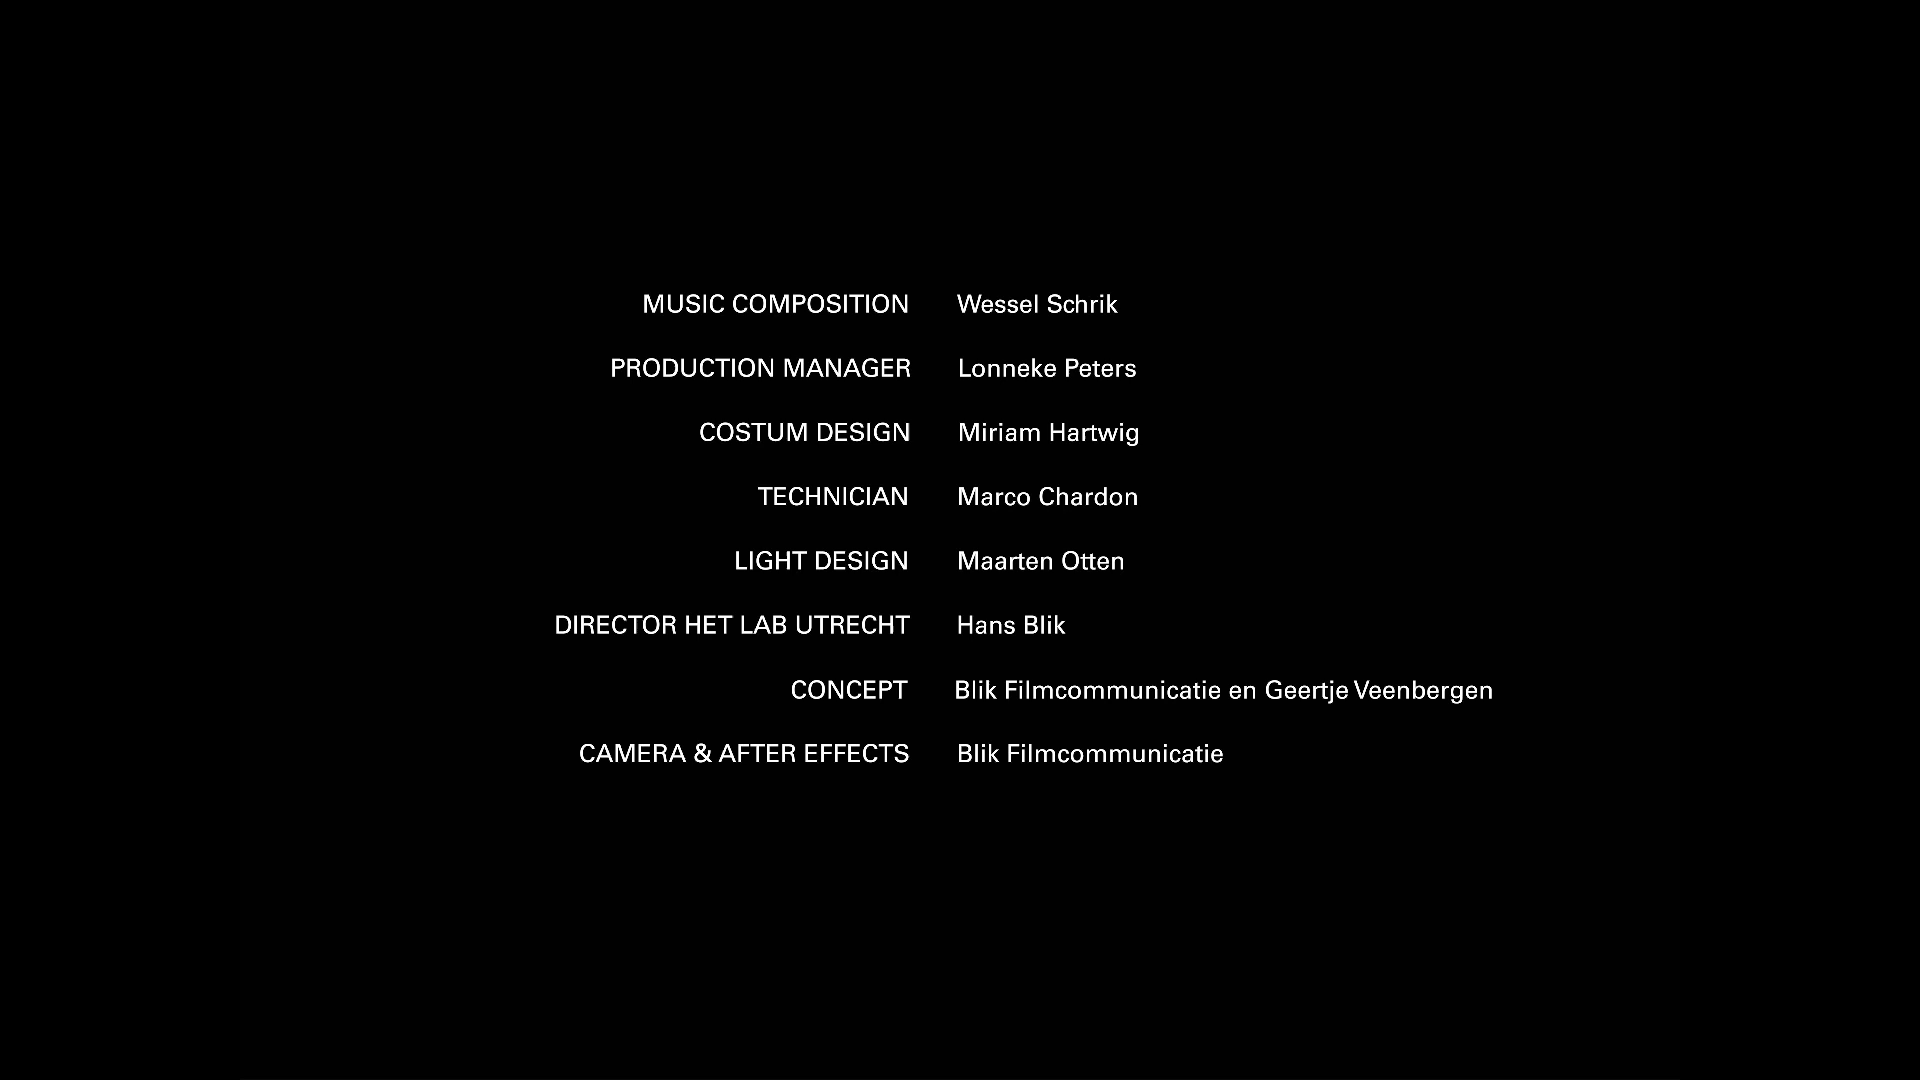 MUSIC COMPOSITION Wessel Schrik
PRODUCTION MANAGER Lonneke Peters
COSTUM DESIGN Miriam Hartwig
TECHNICIAN Marco Chardon
LIGHT DESIGN Maarten Otten
DIRECTOR HET LAB UTRECHT Hans Blik
CONCEPT Blik Filmcommunicatie en Geertje Veenbergen
CAMERA & AFTER EFFECTS Blik Filmcommunicatie